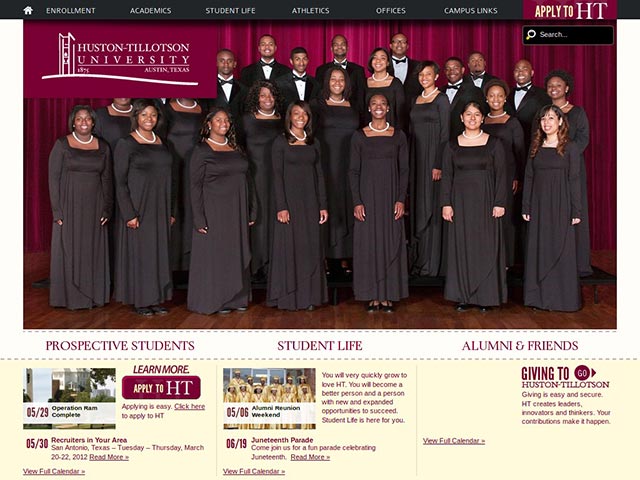 ENROLLMENT ACADEMICS STUDENT LIFE ATHLETICS OFFICES CAMPUS LINKS APPLY TO HT
Search...
HUSTON-TILLOTSON
UNIVERSITY
1875 AUSTIN, TEXAS
PROSPECTIVE STUDENTS STUDENT LIFE ALUMNI & FRIENDS
05/29 Operation Ram
Complete
LEARN MORE.
APPLY TO HT
Applying is easy. Click here
to apply to HT
05/30 Recruiters in Your Area
San Antonio, Texas – Tuesday – Thursday, March
20-22, 2012 Read More »
View Full Calendar »
05/06 Alumni Reunion
Weekend
You will very quickly grow to
love HT. You will become a
better person and a person
with new and expanded
opportunities to succeed.
Student Life is here for you.
06/19 Juneteenth Parade
Come join us for a fun parade celebrating
Juneteenth. Read More »
View Full Calendar »
View Full Calendar »
GIVING TO GO
HUSTON-TILLOTSON
Giving is easy and secure.
HT creates leaders,
innovators and thinkers. Your
contributions make it happen.